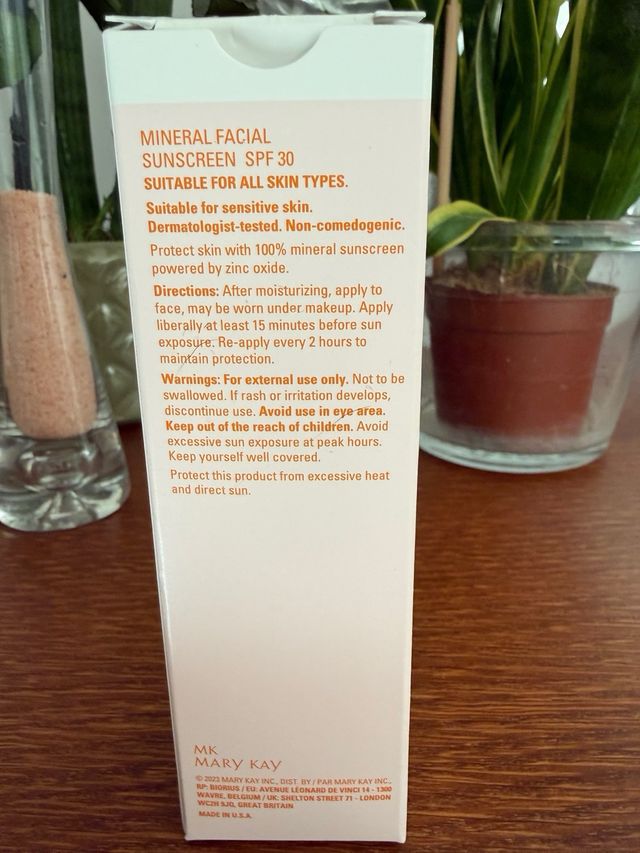 MINERAL FACIAL
SUNSCREEN SPF 30
SUITABLE FOR ALL SKIN TYPES.
Suitable for sensitive skin.
Dermatologist-tested. Non-comedogenic.
Protect skin with 100% mineral sunscreen
powered by zinc oxide.
Directions: After moisturizing, apply to
face, may be worn under makeup. Apply
liberally at least 15 minutes before sun
exposure. Re-apply every 2 hours to
maintain protection.
Warnings: For external use only. Not to be
swallowed. If rash or irritation develops,
discontinue use. Avoid use in eye area.
Keep out of the reach of children. Avoid
excessive sun exposure at peak hours.
Keep yourself well covered.
Protect this product from excessive heat
and direct sun.
MK
MARY KAY
© 2023 MARY KAY INC., DIST. BY / PAR MARY KAY INC.,
RP: BIORIUS / EU: AVENUE LÉONARD DE VINCI 14 - 1300
WAVRE, BELGIUM / UK: SHELTON STREET 71 - LONDON
WC2H 9JQ, GREAT BRITAIN
MADE IN U.S.A.